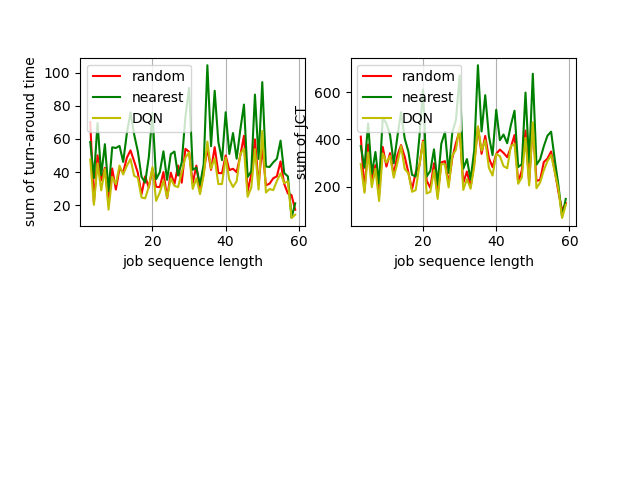 sum of turn-around time
100
80
60
40
20
random
nearest
DQN
20
40
60
job sequence length
sum of JCT
600
400
200
random
nearest
DQN
20
40
60
job sequence length